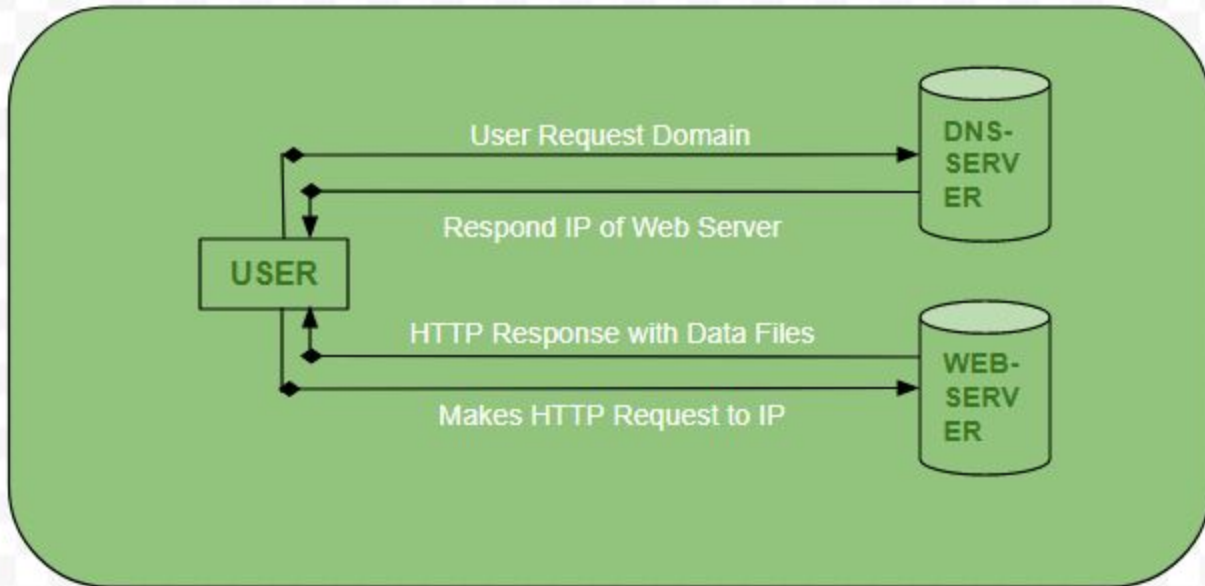 User Request Domain
DNS-
SERV
ER
Respond IP of Web Server
USER
HTTP Response with Data Files
WEB-
SERV
ER
Makes HTTP Request to IP